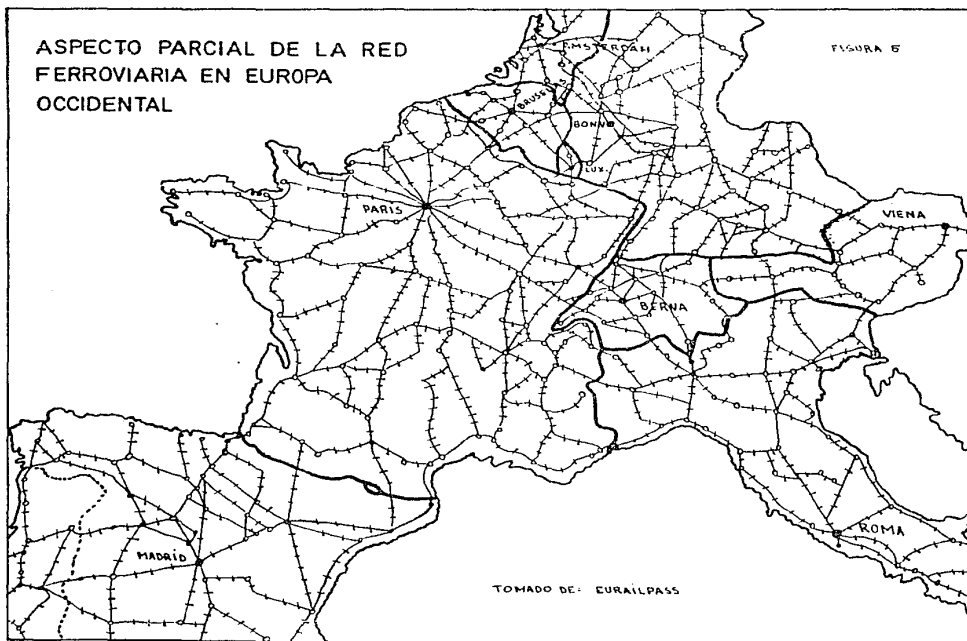 ASPECTO PARCIAL DE LA RED
FERROVIARIA EN EUROPA
OCCIDENTAL
FIGURA 5
AMSTERDAM
BRUSELAS
BONN
LUX.
PARIS
VIENA
BERNA
ROMA
MADRID
TOMADO DE: EURAILPASS